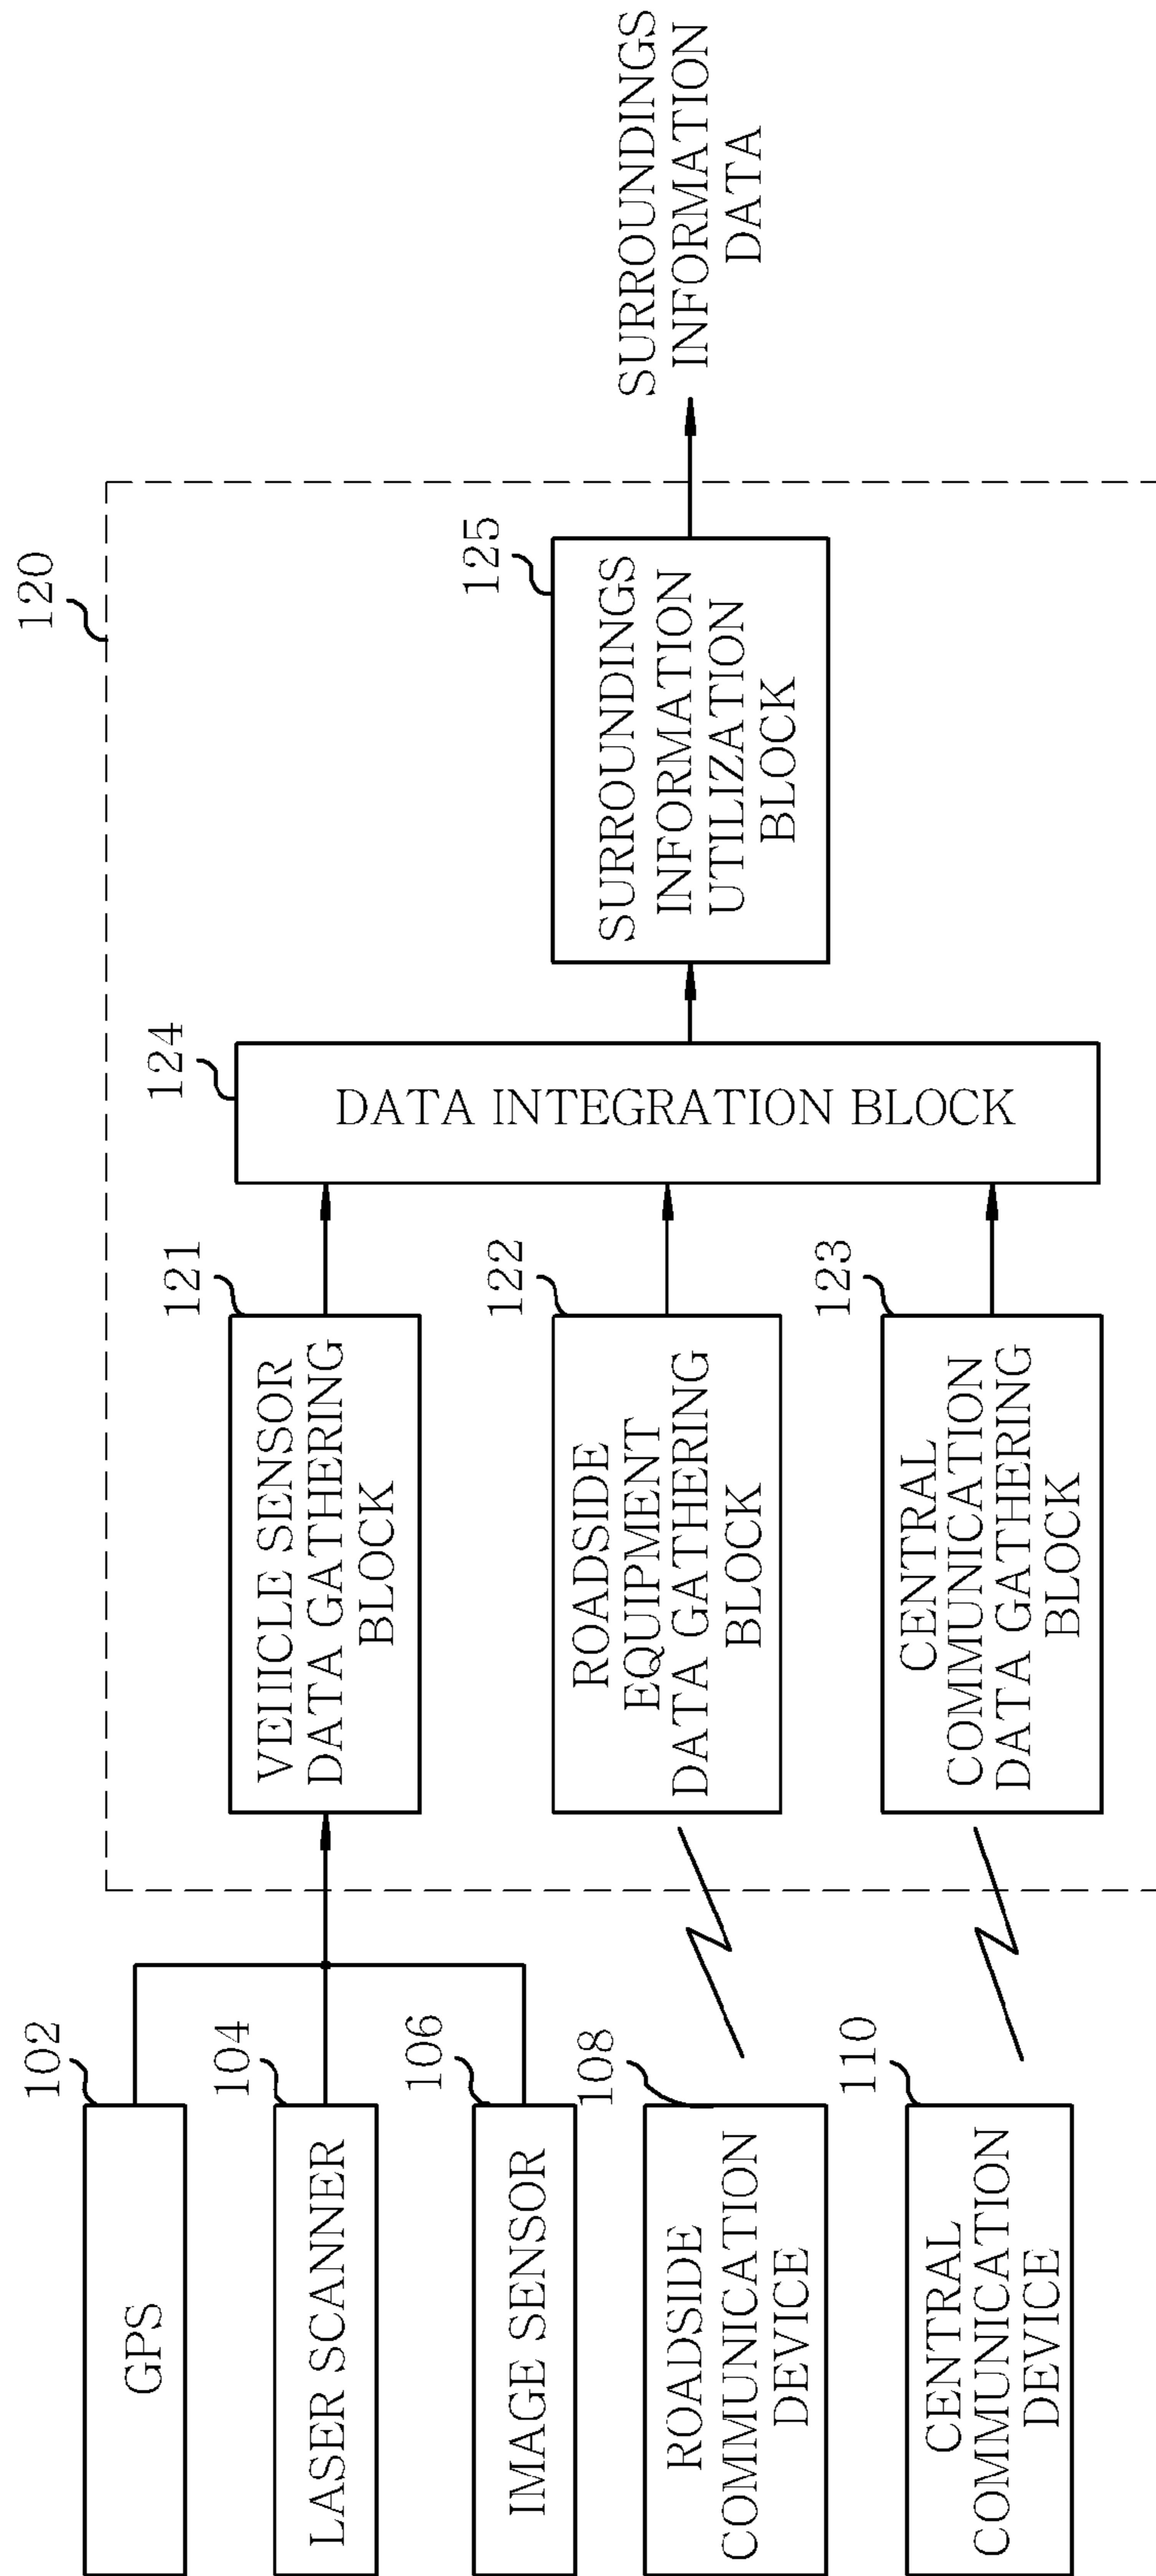 120
102
GPS
104
LASER SCANNER
106
IMAGE SENSOR
108
ROADSIDE
COMMUNICATION
DEVICE
110
CENTRAL
COMMUNICATION
DEVICE
121
VEHICLE SENSOR
DATA GATHERING
BLOCK
122
ROADSIDE
EQUIPMENT
DATA GATHERING
BLOCK
123
CENTRAL
COMMUNICATION
DATA GATHERING
BLOCK
124
DATA INTEGRATION BLOCK
125
SURROUNDINGS
INFORMATION
UTILIZATION
BLOCK
SURROUNDINGS
INFORMATION
DATA